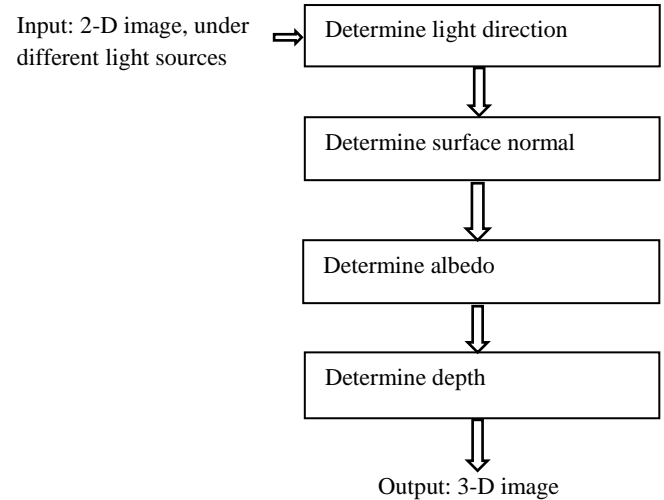 Input: 2-D image, under
different light sources
Determine light direction
Determine surface normal
Determine albedo
Determine depth
Output: 3-D image